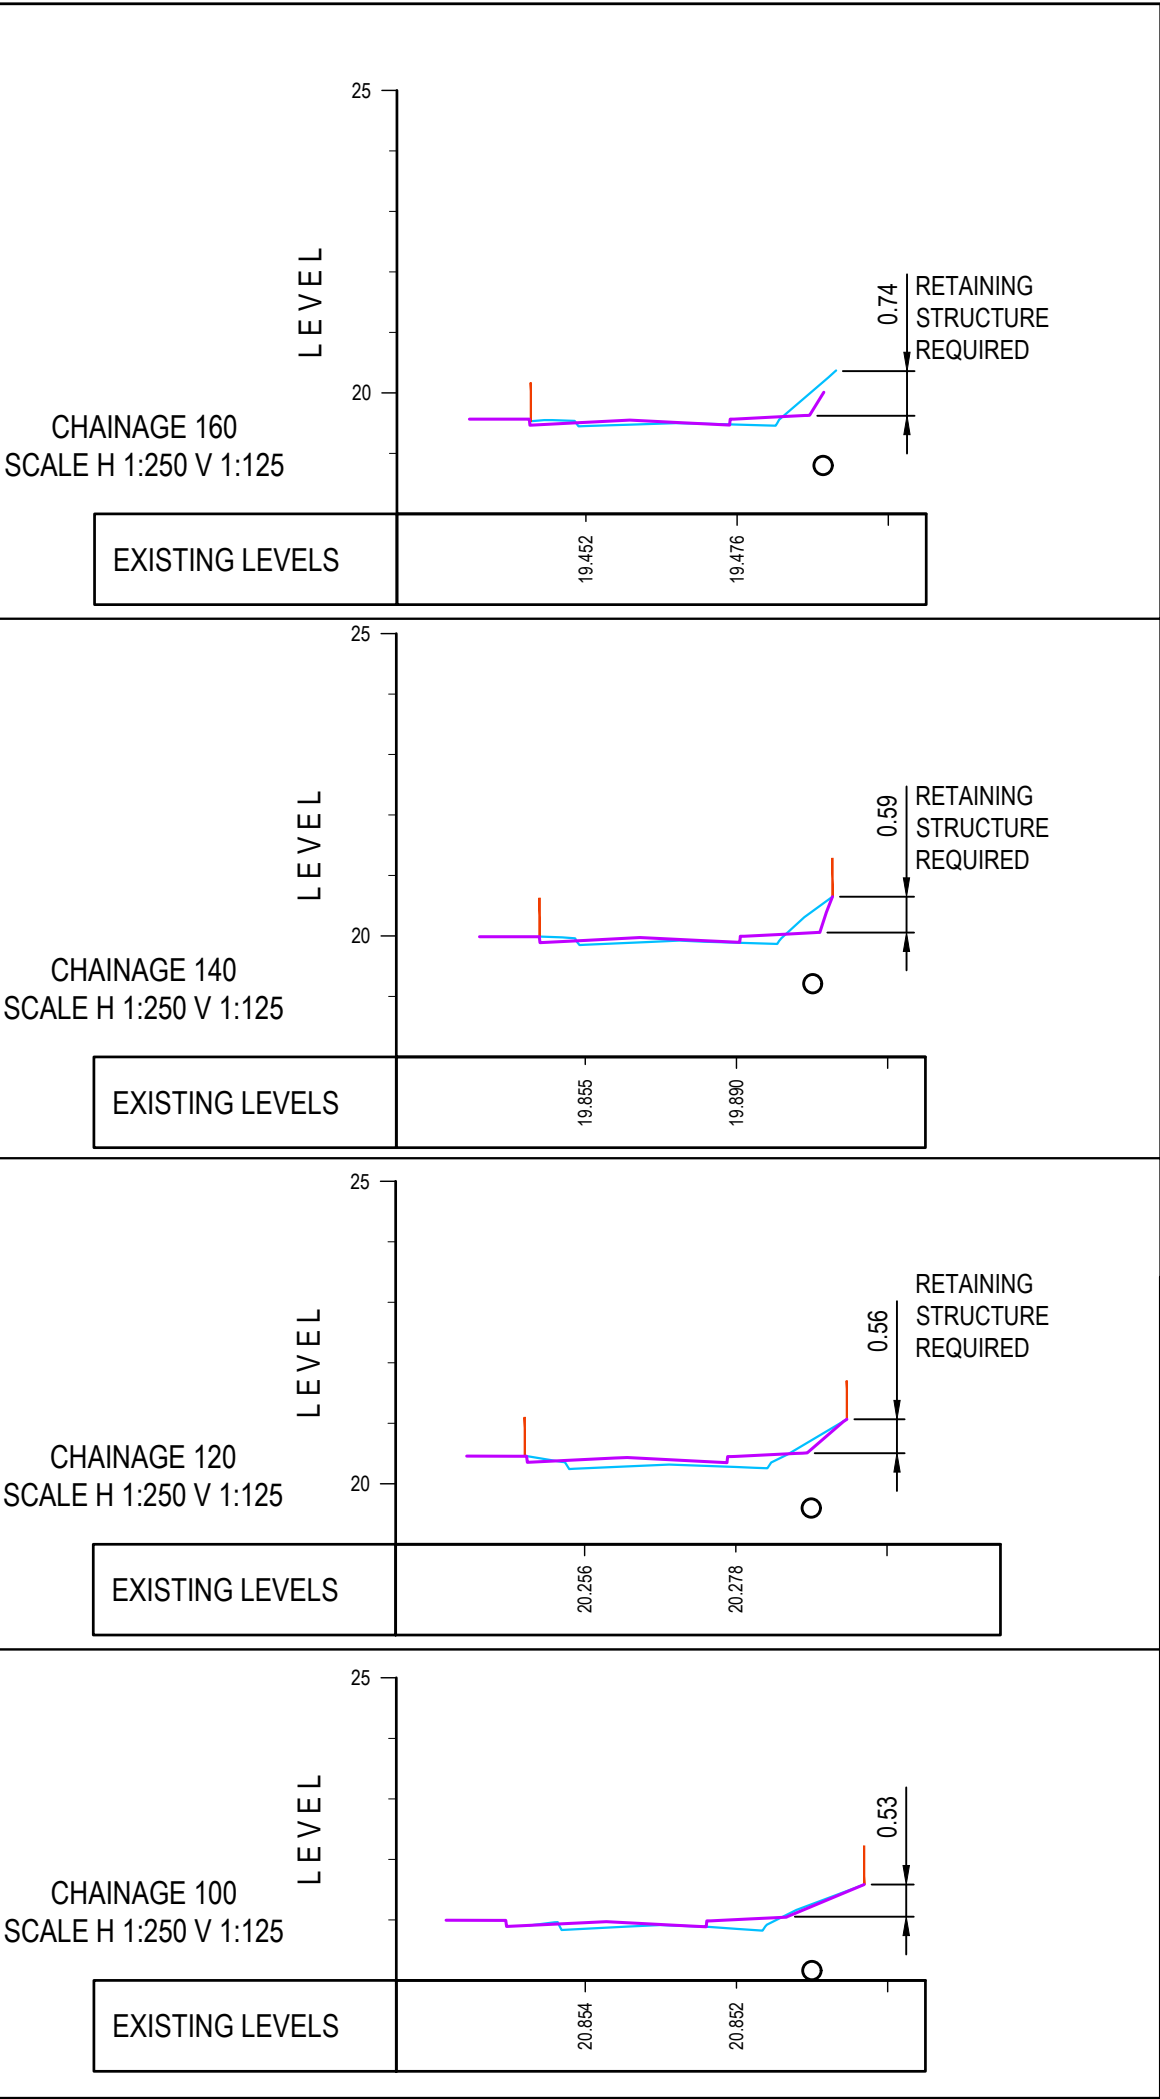 25
LEVEL
0.74
RETAINING
STRUCTURE
REQUIRED
20
CHAINAGE 160
SCALE H 1:250 V 1:125
EXISTING LEVELS
19.452
19.476
25
LEVEL
0.59
RETAINING
STRUCTURE
REQUIRED
20
CHAINAGE 140
SCALE H 1:250 V 1:125
EXISTING LEVELS
19.855
19.890
25
LEVEL
0.56
RETAINING
STRUCTURE
REQUIRED
20
CHAINAGE 120
SCALE H 1:250 V 1:125
EXISTING LEVELS
20.256
20.278
25
LEVEL
0.53
CHAINAGE 100
SCALE H 1:250 V 1:125
EXISTING LEVELS
20.854
20.852